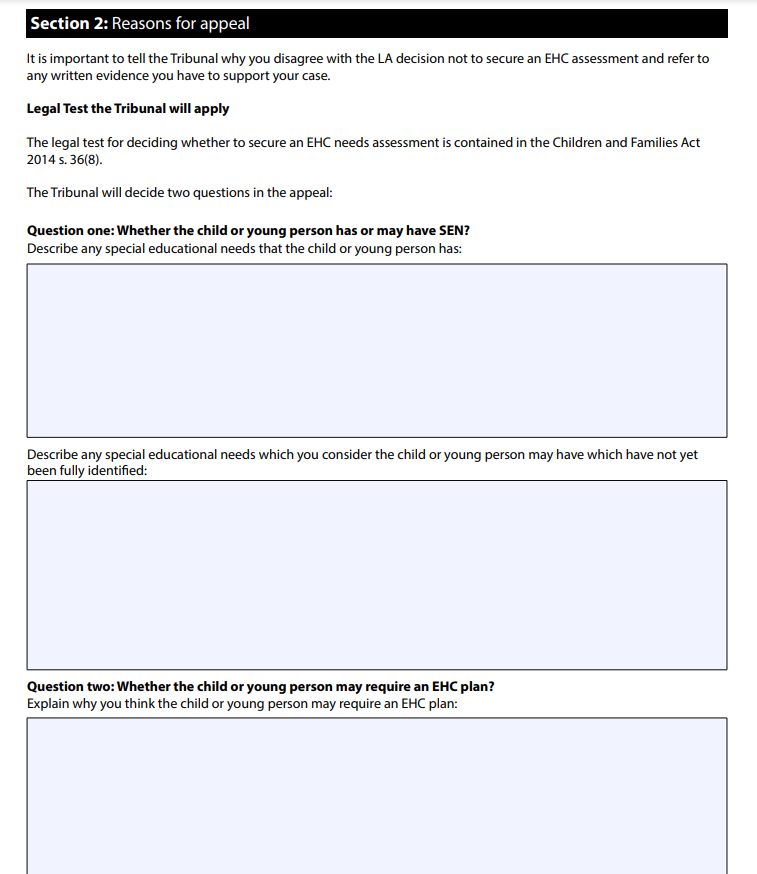 Section 2: Reasons for appeal
It is important to tell the Tribunal why you disagree with the LA decision not to secure an EHC assessment and refer to
any written evidence you have to support your case.
Legal Test the Tribunal will apply
The legal test for deciding whether to secure an EHC needs assessment is contained in the Children and Families Act
2014 s. 36(8).
The Tribunal will decide two questions in the appeal:
Question one: Whether the child or young person has or may have SEN?
Describe any special educational needs that the child or young person has:
Describe any special educational needs which you consider the child or young person may have which have not yet
been fully identified:
Question two: Whether the child or young person may require an EHC plan?
Explain why you think the child or young person may require an EHC plan: